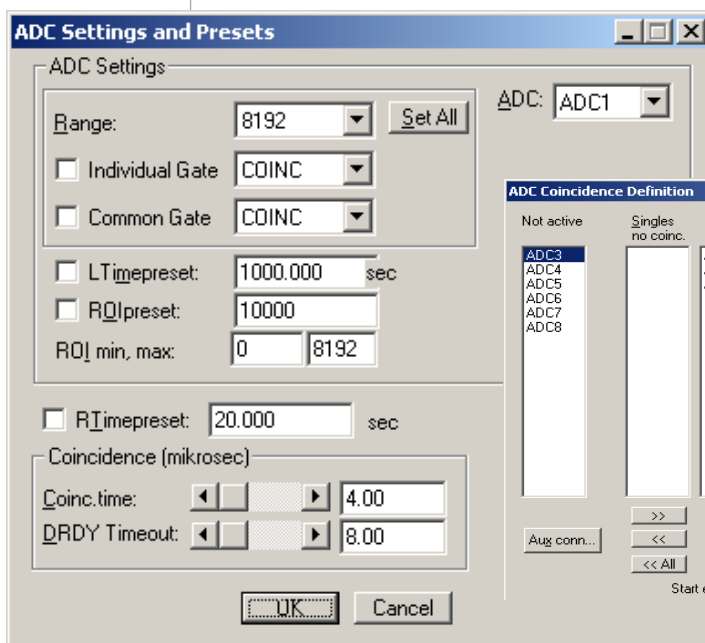 ADC Settings and Presets
ADC Settings
ADC: ADC1
Range: 8192 Set All
Individual Gate COINC
Common Gate COINC
LTimepreset: 1000.000 sec
ROIpreset: 10000
ROI min, max: 0 8192
RTimepreset: 20.000 sec
Coincidence (mikrosec)
Coinc.time: 4.00
DRDY Timeout: 8.00
OK Cancel
ADC Coincidence Definition
Not active
Singles
no coinc.
ADC3
ADC4
ADC5
ADC6
ADC7
ADC8
>>
Aux conn... <<
<< All
Start